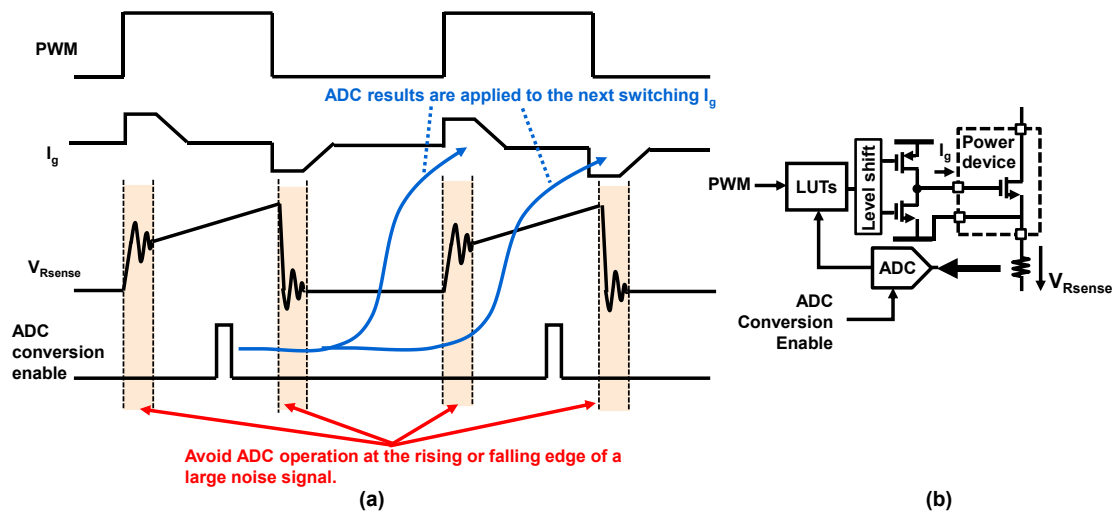 PWM
ADC results are applied to the next switching Ig
Ig
VRsense
ADC
conversion
enable
Avoid ADC operation at the rising or falling edge of a
large noise signal.
(a)
Ig
Power
device
PWM
LUTs
Level shift
ADC
VRsense
ADC
Conversion
Enable
(b)